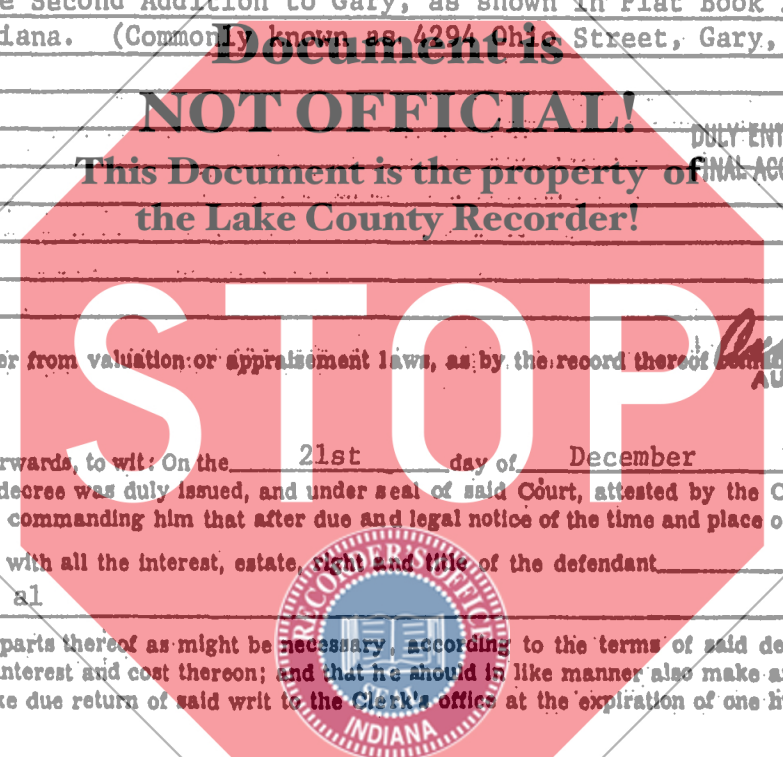 e Second Addition to Gary, as shown in Plat Book
diana. (Commonly known as 4294 Ohio Street, Gary,
Document is
NOT OFFICIAL!
DULY ENT
This Document is the property of
FINAL ACC
the Lake County Recorder!
STOP
er from valuation or appraisement laws, as by the record thereof
AU
rwards, to wit: On the 21st day of December
decree was duly issued, and under seal of said Court, attested by the C
commanding him that after due and legal notice of the time and place o
with all the interest, estate, right and title of the defendant
al
RECORDER'S OFFICE
parts thereof as might be necessary, according to the terms of said de
interest and cost thereon; and that he should in like manner also make a
ke due return of said writ to the Clerk's office at the expiration of one h
INDIANA